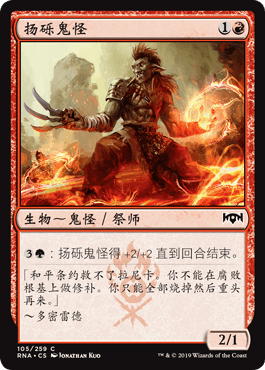 扬砾鬼怪 1
生物～鬼怪 / 祭师
RNA
3 ：扬砾鬼怪得+2/+2直到回合结束。
「和平条约救不了拉尼卡。你不能在腐败
根基上做修补。你只能全部烧掉然后重头
再来。」
～多密雷德
105/259 C
RNA • CS JONATHAN KUO
2/1
™ & © 2019 Wizards of the Coast